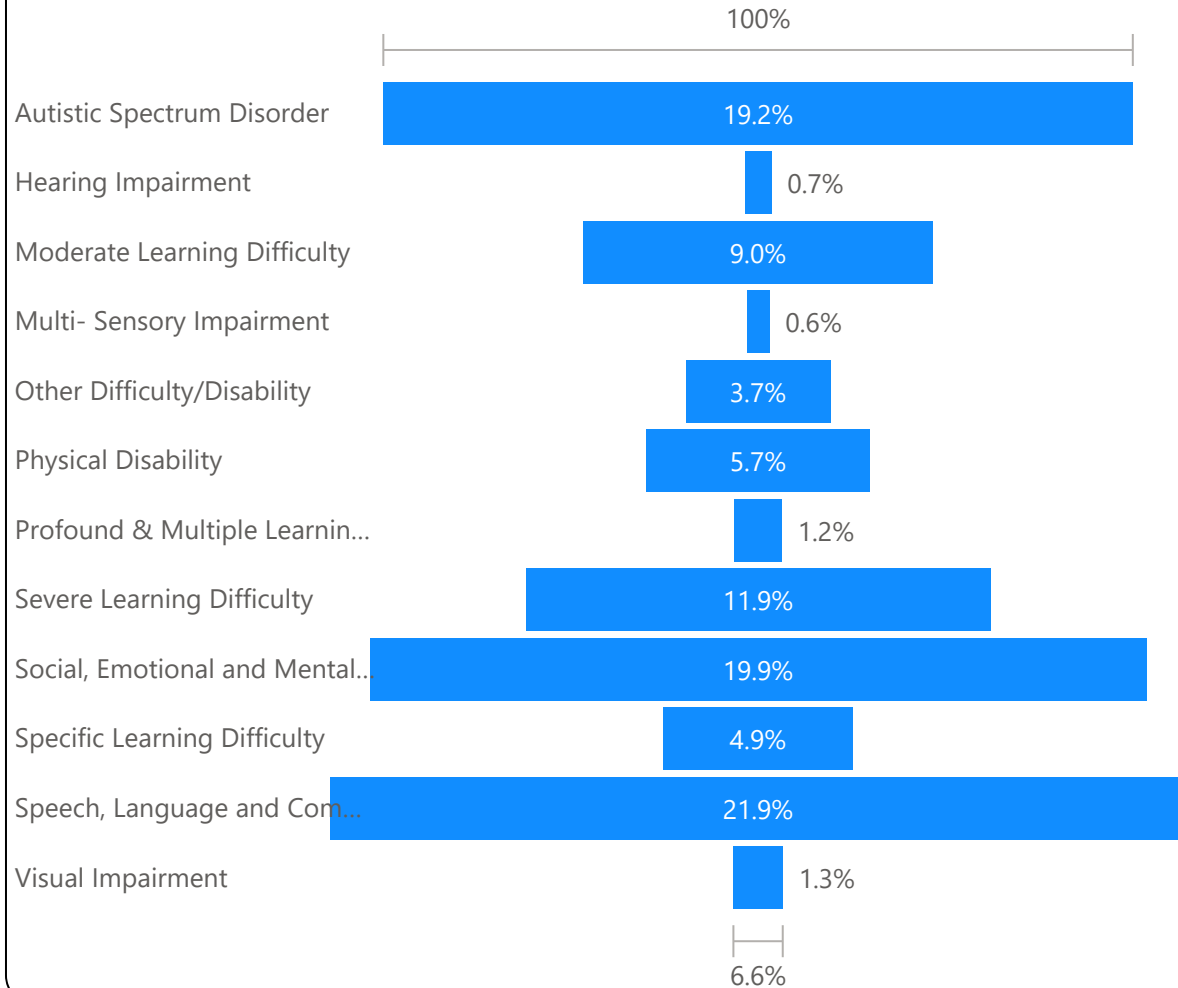 100%
Autistic Spectrum Disorder 19.2%
Hearing Impairment 0.7%
Moderate Learning Difficulty 9.0%
Multi- Sensory Impairment 0.6%
Other Difficulty/Disability 3.7%
Physical Disability 5.7%
Profound & Multiple Learnin... 1.2%
Severe Learning Difficulty 11.9%
Social, Emotional and Mental... 19.9%
Specific Learning Difficulty 4.9%
Speech, Language and Com... 21.9%
Visual Impairment 1.3%
6.6%